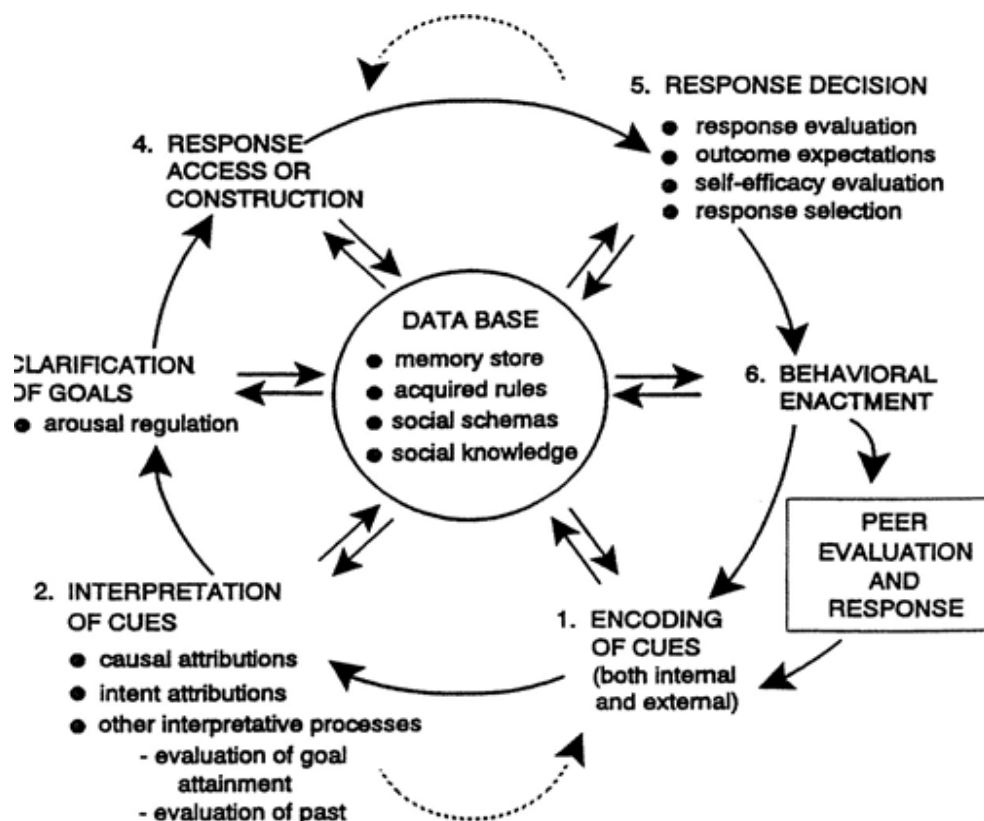 5. RESPONSE DECISION
● response evaluation
● outcome expectations
● self-efficacy evaluation
● response selection
4. RESPONSE
ACCESS OR
CONSTRUCTION
DATA BASE
● memory store
● acquired rules
● social schemas
● social knowledge
CLARIFICATION
OF GOALS
● arousal regulation
6. BEHAVIORAL
ENACTMENT
PEER
EVALUATION
AND
RESPONSE
2. INTERPRETATION
OF CUES
● causal attributions
● intent attributions
● other interpretative processes
- evaluation of goal
attainment
- evaluation of past
1. ENCODING
OF CUES
(both internal
and external)